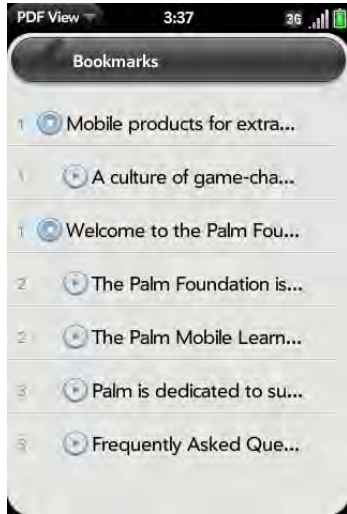 PDF View 3:37 3G
Bookmarks
1 Mobile products for extra...
1 A culture of game-cha...
1 Welcome to the Palm Fou...
2 The Palm Foundation is...
2 The Palm Mobile Learn...
3 Palm is dedicated to su...
3 Frequently Asked Que...